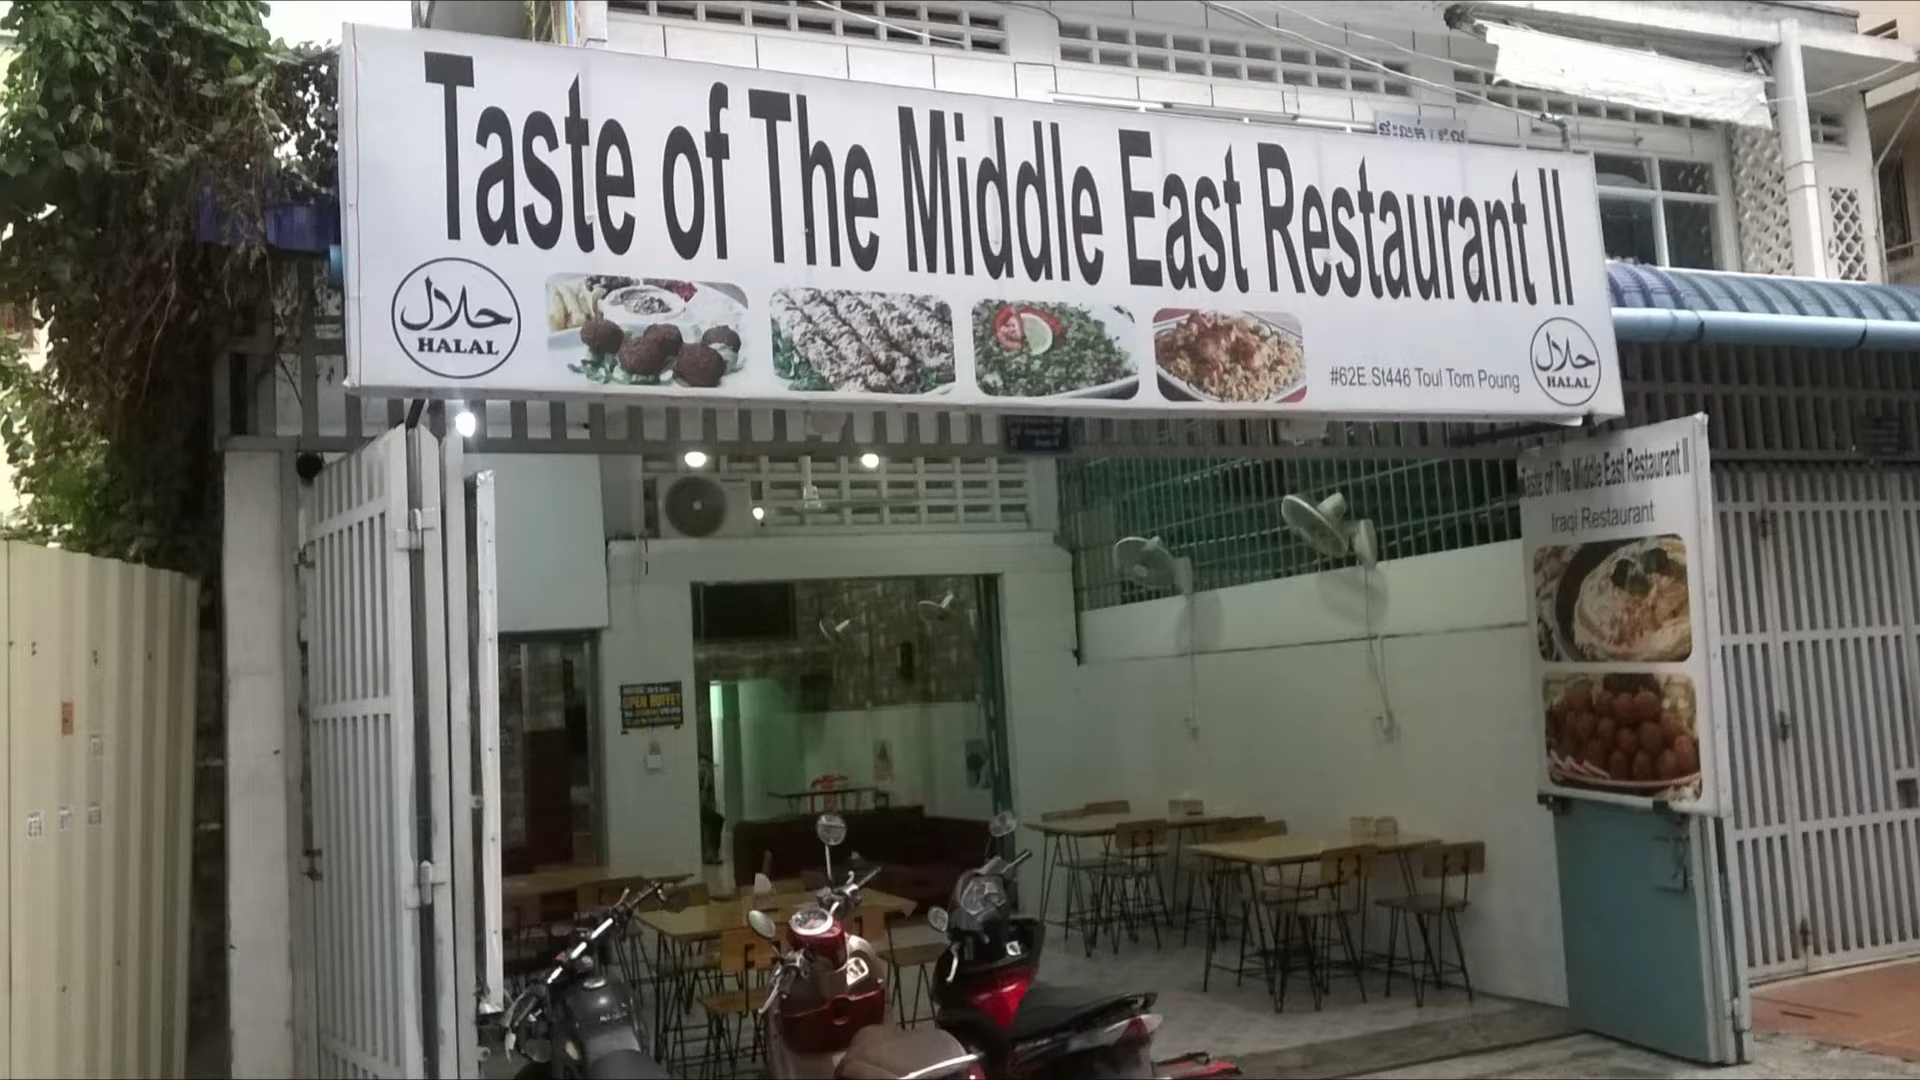 Taste of The Middle East Restaurant II
حلال
HALAL
#62E.St446 Toul Tom Poung
حلال
HALAL
Taste of The Middle East Restaurant II
Iraqi Restaurant
OPEN BUFFET